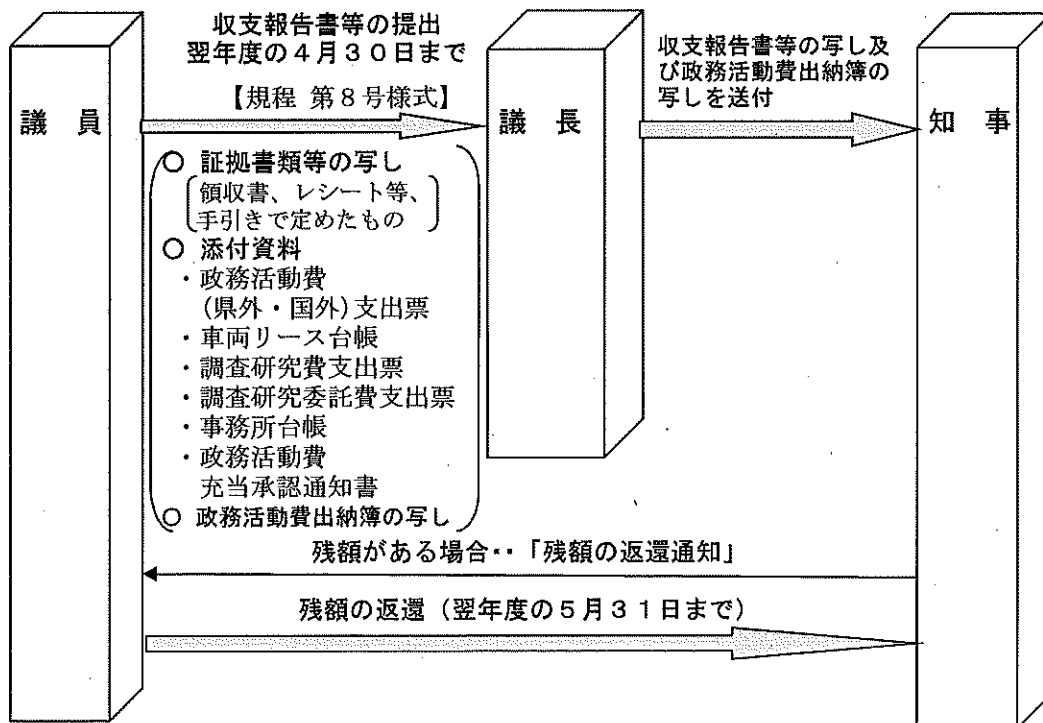 収支報告書等の提出
翌年度の4月30日まで
【規程 第8号様式】
収支報告書等の写し及
び政務活動費出納簿の
写しを送付
議 員
議 長
知 事
○ 証拠書類等の写し
領収書、レシート等、
手引きで定めたもの
○ 添付資料
・政務活動費
(県外・国外)支出票
・車両リース台帳
・調査研究費支出票
・調査研究委託費支出票
・事務所台帳
・政務活動費
充当承認通知書
○ 政務活動費出納簿の写し
残額がある場合‥「残額の返還通知」
残額の返還(翌年度の5月31日まで)